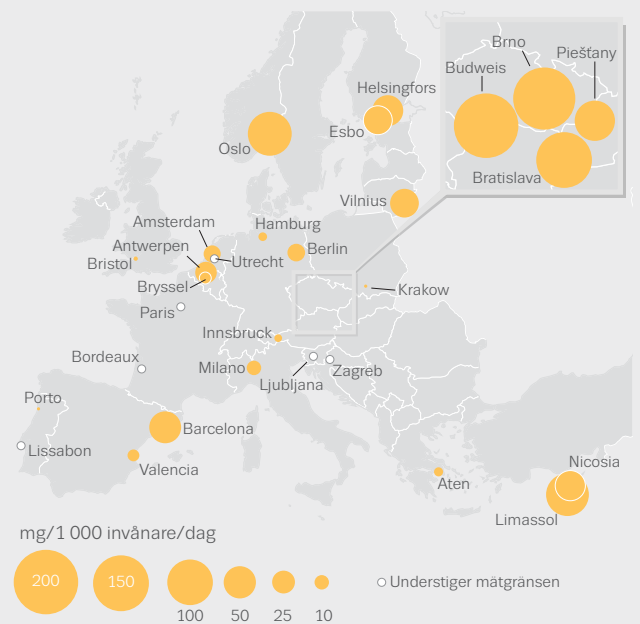 Brno
Piešťany
Budweis
Helsingfors
Esbo
Oslo
Bratislava
Vilnius
Amsterdam
Hamburg
Antwerpen
Berlin
Bristol
Utrecht
Bryssel
Krakow
Paris
Innsbruck
Bordeaux
Milano
Zagreb
Ljubljana
Porto
Barcelona
Lissabon
Valencia
Nicosia
Aten
Limassol
mg/1 000 invånare/dag
200
150
100
50
25
10
Understiger mätgränsen